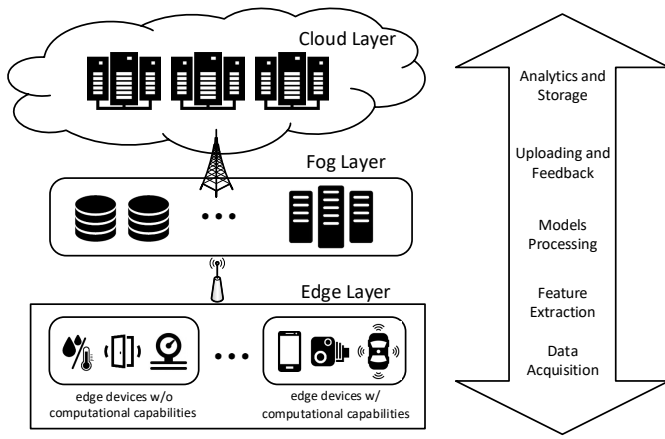 Cloud Layer
Fog Layer
Edge Layer
edge devices w/o
computational capabilities
edge devices w/
computational capabilities
Analytics and
Storage
Uploading and
Feedback
Models
Processing
Feature
Extraction
Data
Acquisition